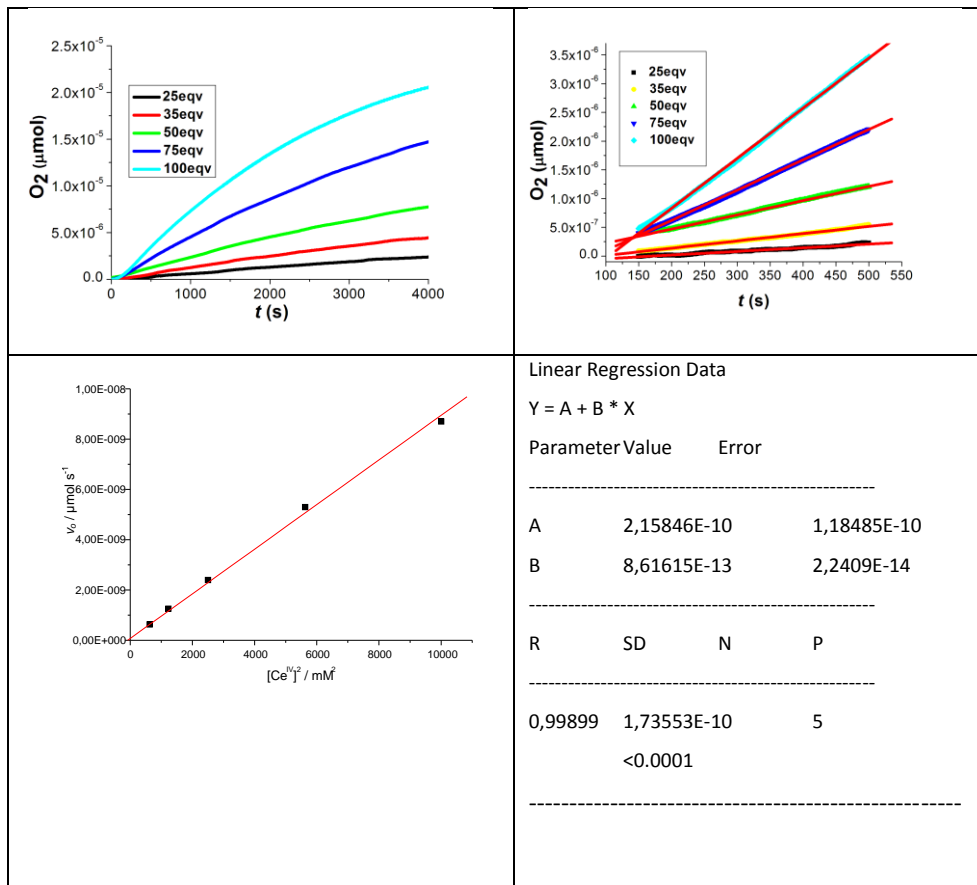 2.5x10⁻⁵
2.0x10⁻⁵
1.5x10⁻⁵
1.0x10⁻⁵
5.0x10⁻⁶
0.0
O₂ (μmol)
25eqv
35eqv
50eqv
75eqv
100eqv
0 1000 2000 3000 4000
t (s)
3.5x10⁻⁶
3.0x10⁻⁶
2.5x10⁻⁶
2.0x10⁻⁶
1.5x10⁻⁶
1.0x10⁻⁶
5.0x10⁻⁷
0.0
O₂ (μmol)
25eqv
35eqv
50eqv
75eqv
100eqv
100 150 200 250 300 350 400 450 500 550
t (s)
1,00E-008
8,00E-009
6,00E-009
4,00E-009
2,00E-009
0,00E+000
v₀ / μmol s⁻¹
0 2000 4000 6000 8000 10000
[Ceᴵⱽ]² / mM²
Linear Regression Data
Y = A + B * X
Parameter Value Error
------------------------------------------------------
A 2,15846E-10 1,18485E-10
B 8,61615E-13 2,2409E-14
------------------------------------------------------
R SD N P
------------------------------------------------------
0,99899 1,73553E-10 5
<0.0001
------------------------------------------------------